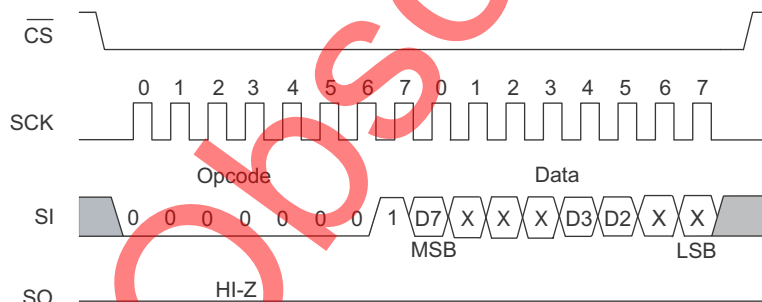 CS
0 1 2 3 4 5 6 7 0 1 2 3 4 5 6 7
SCK
Opcode Data
SI 0 0 0 0 0 0 0 1 D7 X X X D3 D2 X X
MSB LSB
HI-Z
SO
Obso